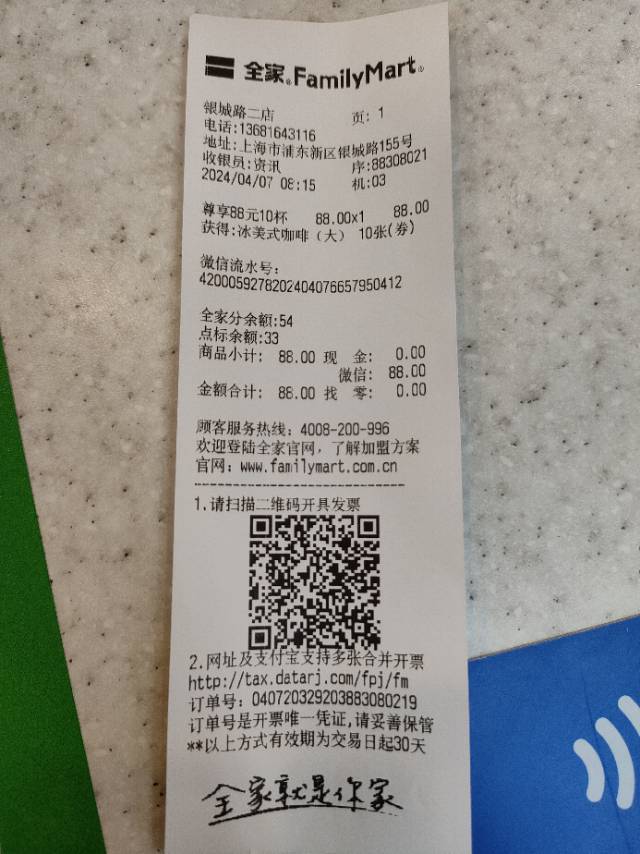 全家®FamilyMart®
银城路二店 页: 1
电话:13681643116
地址:上海市浦东新区银城路155号
收银员:资讯 序:88308021
2024/04/07 08:15 机:03
尊享88元10杯 88.00x1 88.00
获得:冰美式咖啡（大） 10张(券)
微信流水号:
4200059278202404076657950412
全家分余额:54
点标余额:33
商品小计: 88.00 现 金: 0.00
微信: 88.00
金额合计: 88.00 找 零: 0.00
顾客服务热线: 4008-200-996
欢迎登陆全家官网，了解加盟方案
官网: www.familymart.com.cn
1.请扫描二维码开具发票
2.网址及支付宝支持多张合并开票
http://tax.datarj.com/fpj/fm
订单号: 040720329203883080219
订单号是开票唯一凭证,请妥善保管
**以上方式有效期为交易日起30天
全家就是你家